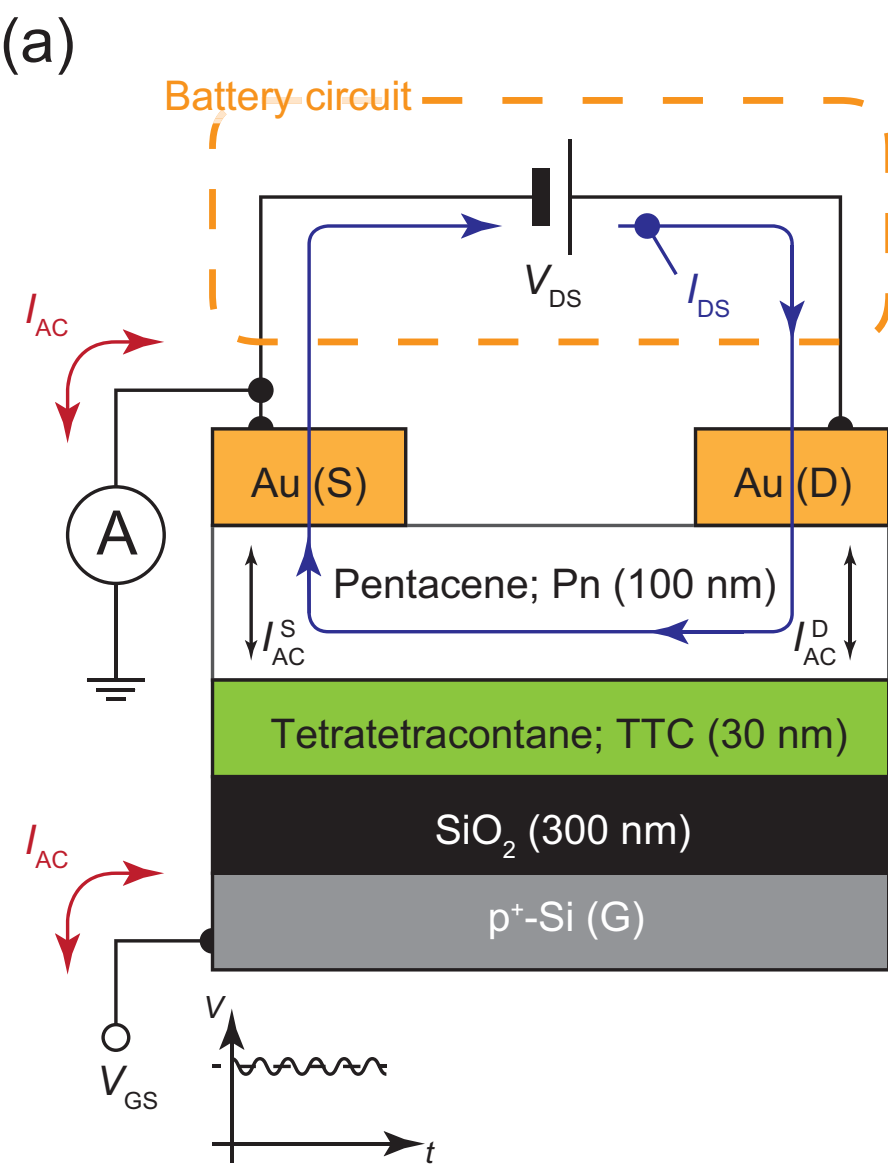 (a)
Battery circuit
V_DS
I_DS
I_AC
Au (S)
Au (D)
A
Pentacene; Pn (100 nm)
I_AC^S
I_AC^D
Tetratetracontane; TTC (30 nm)
SiO₂ (300 nm)
I_AC
p⁺-Si (G)
V
V_GS
t